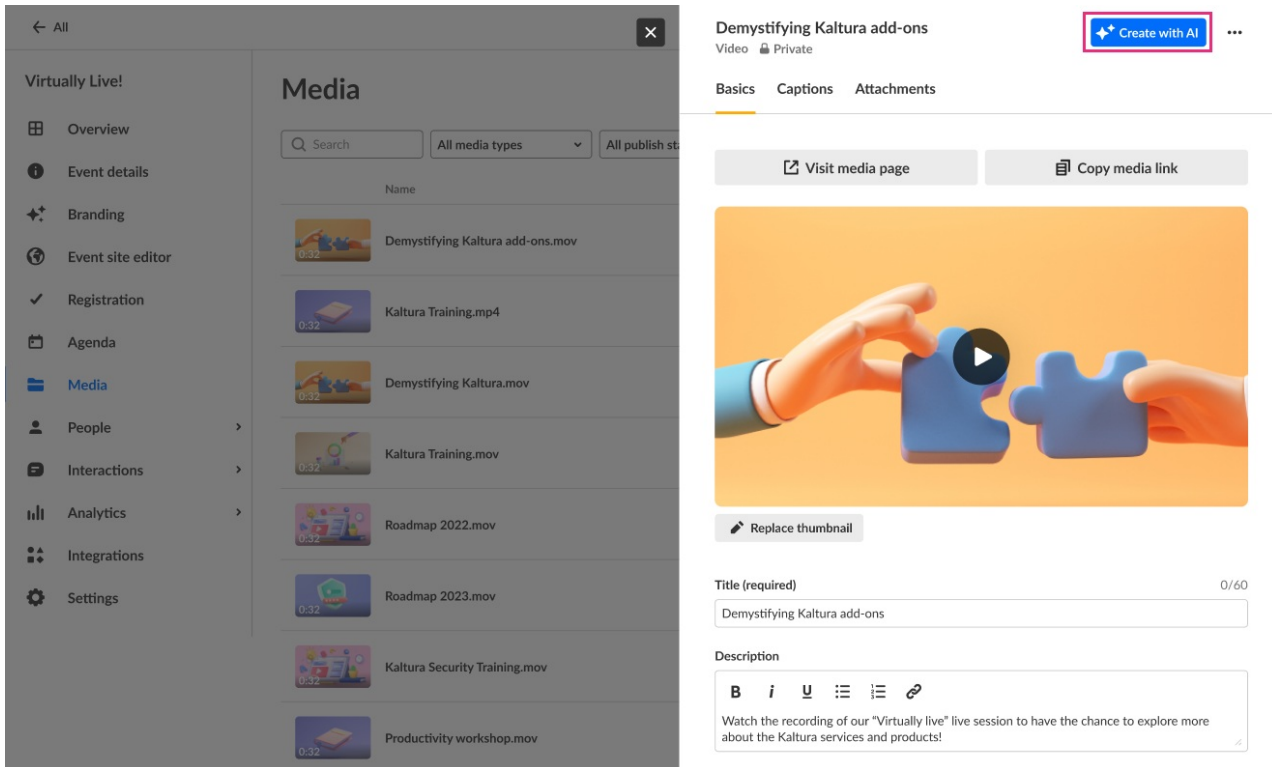 All
Virtually Live!
Overview
Event details
Branding
Event site editor
Registration
Agenda
Media
People
Interactions
Analytics
Integrations
Settings
Media
Search
All media types
All publish sta
Name
0:32
Demystifying Kaltura add-ons.mov
0:32
Kaltura Training.mp4
0:32
Demystifying Kaltura.mov
0:32
Kaltura Training.mov
0:32
Roadmap 2022.mov
0:32
Roadmap 2023.mov
Kaltura Security Training.mov
0:32
Productivity workshop.mov
0:32
Demystifying Kaltura add-ons
Create with AI
Video Private
Basics Captions Attachments
Visit media page
Copy media link
Replace thumbnail
Title (required) 0/60
Demystifying Kaltura add-ons
Description
B i U
Watch the recording of our “Virtually live” live session to have the chance to explore more
about the Kaltura services and products!